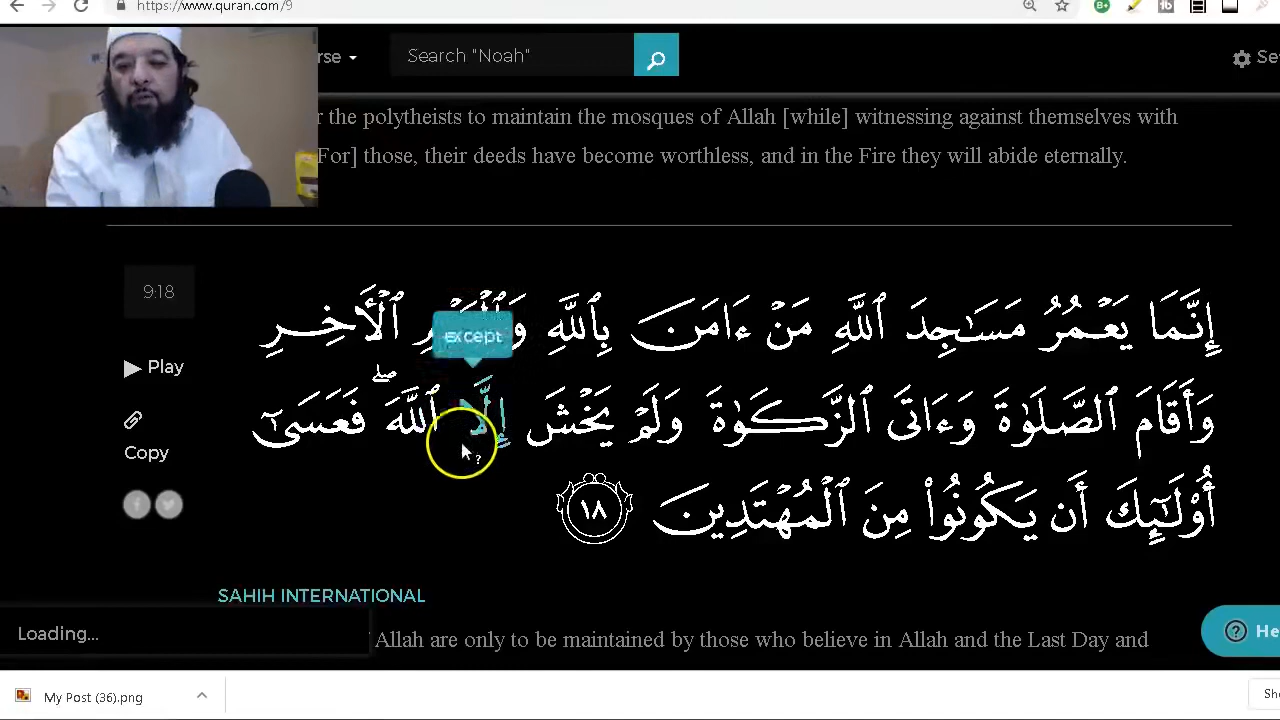 https://www.quran.com/9
rse
Search "Noah"
Se
r the polytheists to maintain the mosques of Allah [while] witnessing against themselves with
[For] those, their deeds have become worthless, and in the Fire they will abide eternally.
9:18
إِنَّمَا يَعْمُرُ مَسَـٰجِدَ ٱللَّهِ مَنْ ءَامَنَ بِٱللَّهِ وَٱلْيَوْمِ ٱلْـَٔاخِرِ
except
Play
وَأَقَامَ ٱلصَّلَوٰةَ وَءَاتَى ٱلزَّكَوٰةَ وَلَمْ يَخْشَ إِلَّا ٱللَّهَ ۖ فَعَسَىٰٓ
Copy
أُو۟لَـٰٓئِكَ أَن يَكُونُوا۟ مِنَ ٱلْمُهْتَدِينَ ١٨
SAHIH INTERNATIONAL
Loading...
Allah are only to be maintained by those who believe in Allah and the Last Day and
He
My Post (36).png
Sh